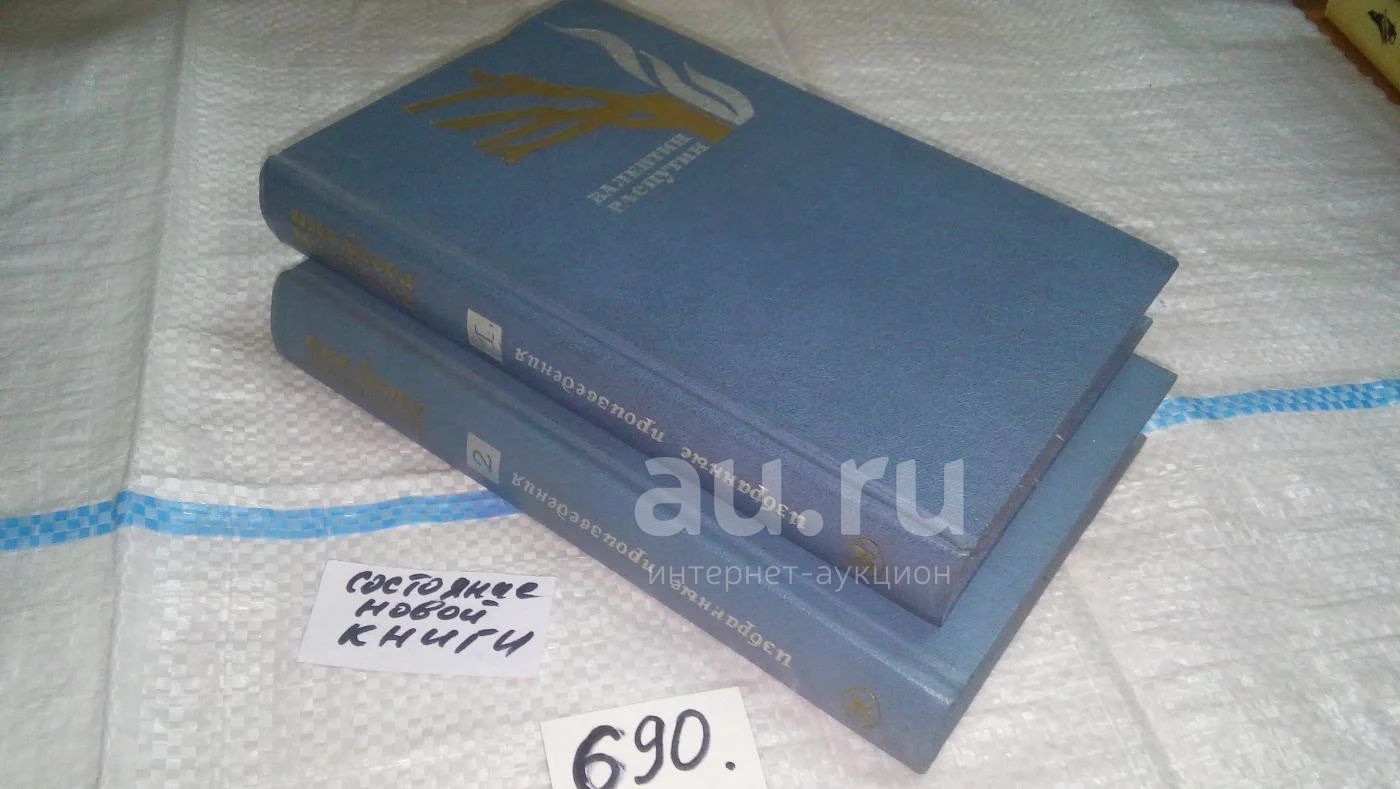 ВАЛЕНТИН
РАСПУТИН
1.
избранные произведения
2.
избранные произведения
au.ru
интернет-аукцион
состояние
новой
книги
690.